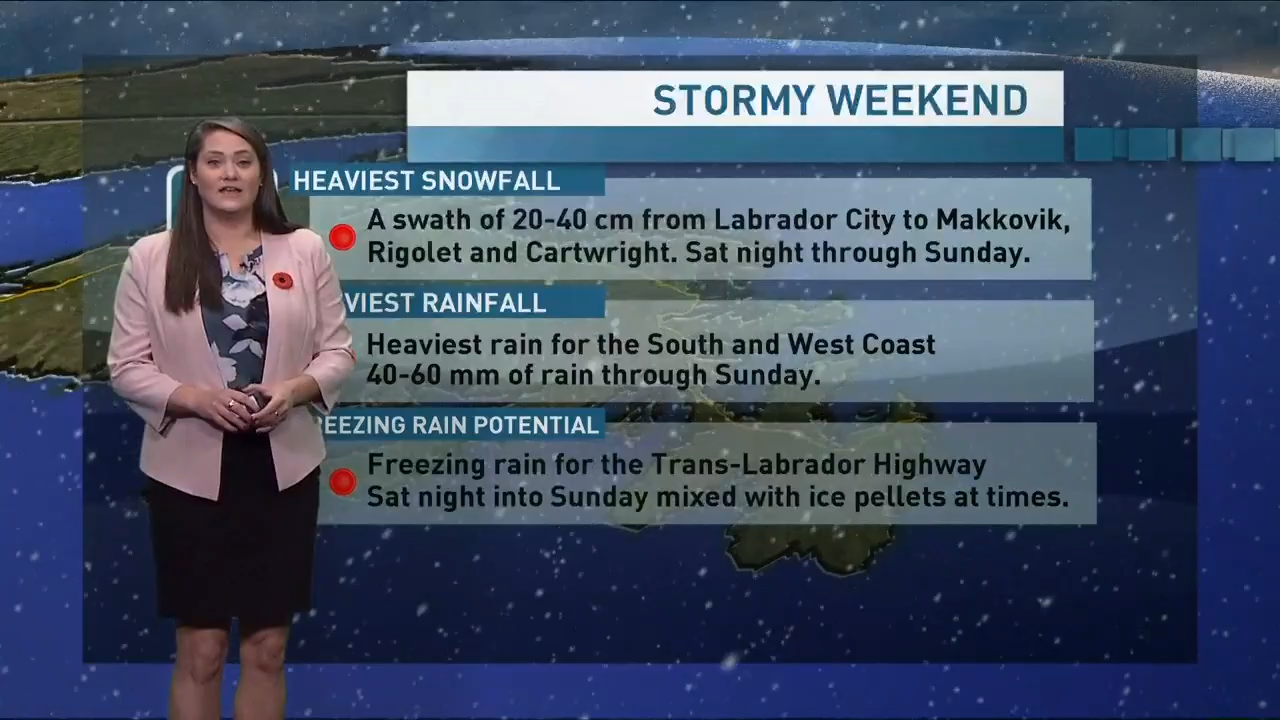 STORMY WEEKEND
HEAVIEST SNOWFALL
A swath of 20-40 cm from Labrador City to Makkovik,
Rigolet and Cartwright. Sat night through Sunday.
VIEST RAINFALL
Heaviest rain for the South and West Coast
40-60 mm of rain through Sunday.
REEZING RAIN POTENTIAL
Freezing rain for the Trans-Labrador Highway
Sat night into Sunday mixed with ice pellets at times.